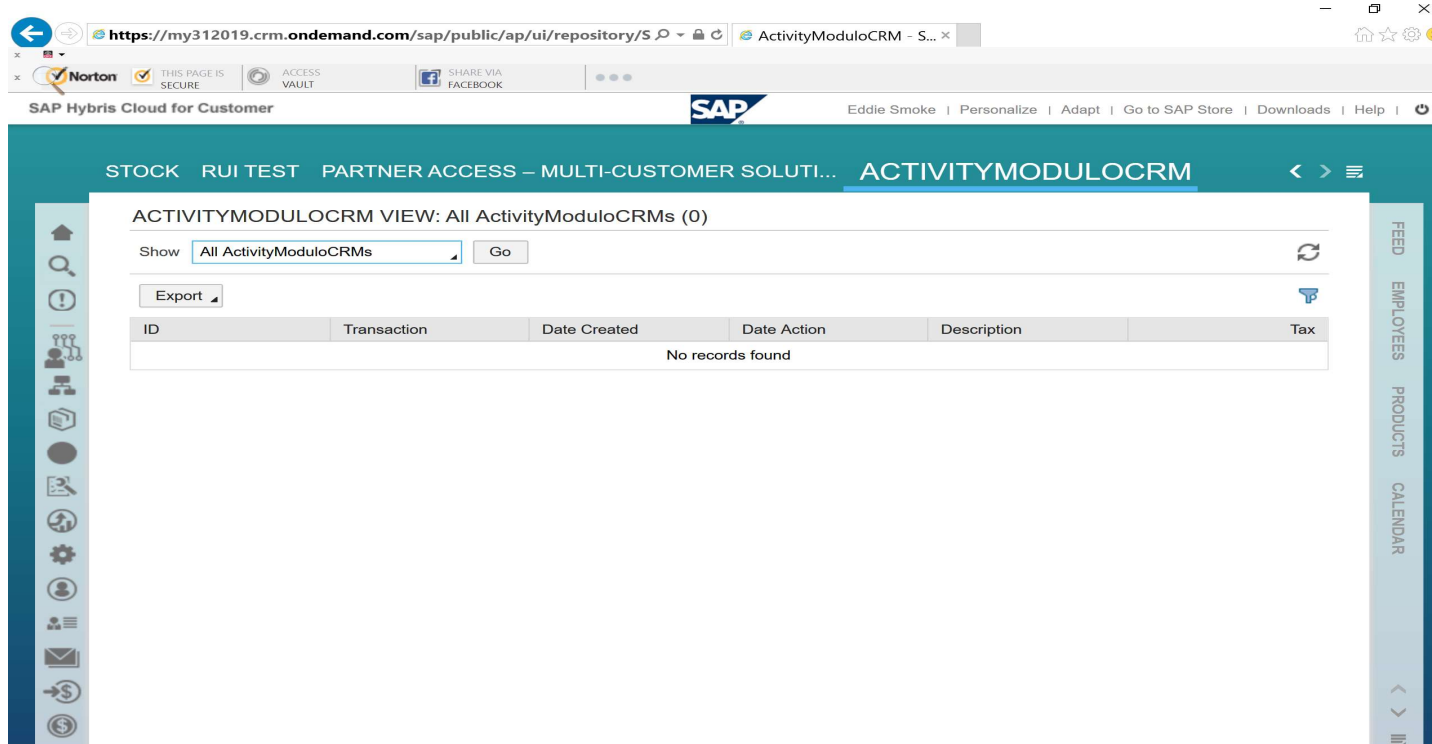 https://my312019.crm.ondemand.com/sap/public/ap/ui/repository/S
ActivityModuloCRM - S...
Norton THIS PAGE IS SECURE ACCESS VAULT SHARE VIA FACEBOOK
SAP Hybris Cloud for Customer SAP Eddie Smoke | Personalize | Adapt | Go to SAP Store | Downloads | Help |
STOCK RUI TEST PARTNER ACCESS – MULTI-CUSTOMER SOLUTI... ACTIVITYMODULOCRM
ACTIVITYMODULOCRM VIEW: All ActivityModuloCRMs (0)
Show All ActivityModuloCRMs Go
Export
ID Transaction Date Created Date Action Description Tax
No records found
FEED
EMPLOYEES
PRODUCTS
CALENDAR